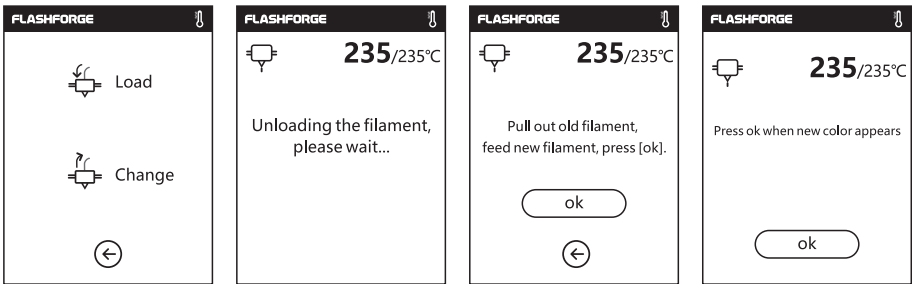 FLASHFORGE
Load
Change
FLASHFORGE
235/235℃
Unloading the filament,
please wait...
FLASHFORGE
235/235℃
Pull out old filament,
feed new filament, press [ok].
ok
FLASHFORGE
235/235℃
Press ok when new color appears
ok